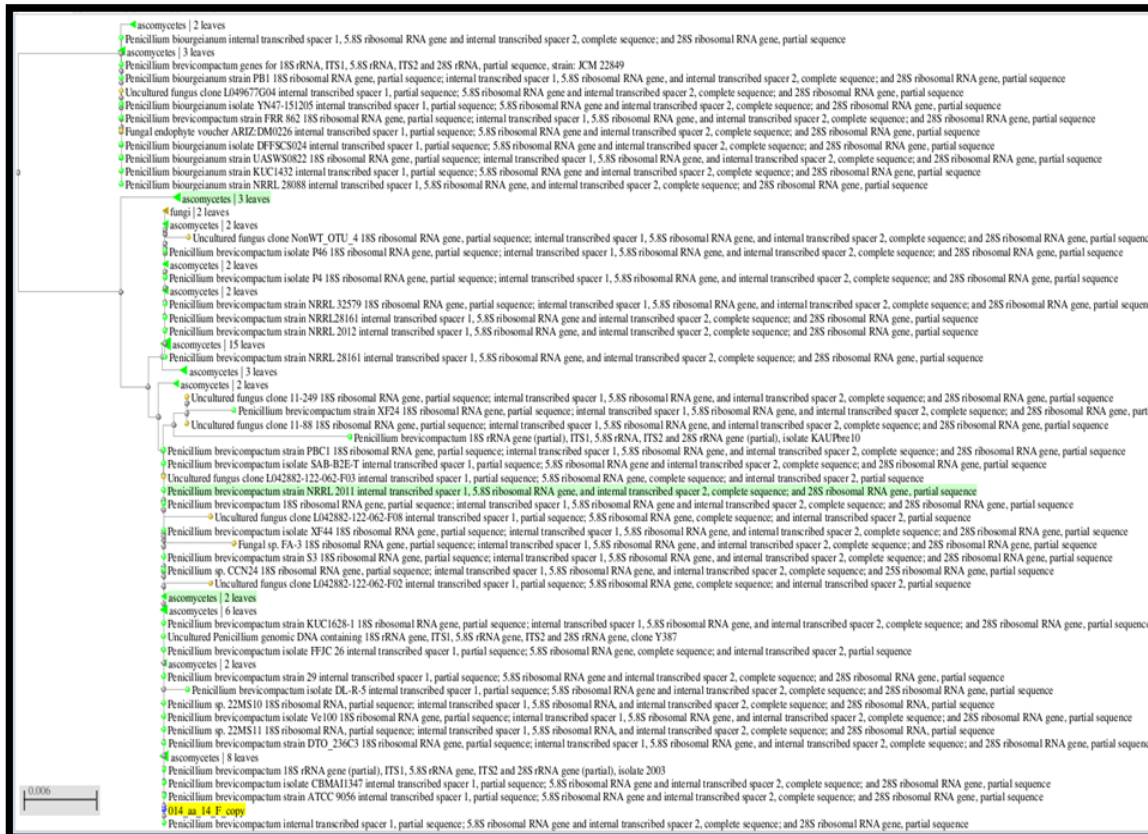 ascomycetes | 2 leaves
Penicillium biourgeianum internal transcribed spacer 1, 5.8S ribosomal RNA gene and internal transcribed spacer 2, complete sequence; and 28S ribosomal RNA gene, partial sequence
ascomycetes | 3 leaves
Penicillium brevicompactum genes for 18S rRNA, ITS1, 5.8S rRNA, ITS2 and 28S rRNA, partial sequence, strain: JCM 22849
Penicillium biourgeianum strain PB1 18S ribosomal RNA gene, partial sequence; internal transcribed spacer 1, 5.8S ribosomal RNA gene, and internal transcribed spacer 2, complete sequence; and 28S ribosomal RNA gene, partial sequence
Uncultured fungus clone L049677G04 internal transcribed spacer 1, partial sequence; 5.8S ribosomal RNA gene and internal transcribed spacer 2, complete sequence; and 28S ribosomal RNA gene, partial sequence
Penicillium biourgeianum isolate YN47-151205 internal transcribed spacer 1, partial sequence; 5.8S ribosomal RNA gene and internal transcribed spacer 2, complete sequence; and 28S ribosomal RNA gene, partial sequence
Penicillium brevicompactum strain FRR 862 18S ribosomal RNA gene, partial sequence; internal transcribed spacer 1, 5.8S ribosomal RNA gene, and internal transcribed spacer 2, complete sequence; and 28S ribosomal RNA gene, partial sequence
Fungal endophyte voucher ARIZ:DM0226 internal transcribed spacer 1, partial sequence; 5.8S ribosomal RNA gene and internal transcribed spacer 2, complete sequence; and 28S ribosomal RNA gene, partial sequence
Penicillium biourgeianum isolate DFFSCS024 internal transcribed spacer 1, partial sequence; 5.8S ribosomal RNA gene and internal transcribed spacer 2, complete sequence; and 28S ribosomal RNA gene, partial sequence
Penicillium biourgeianum strain UASWS0822 18S ribosomal RNA gene, partial sequence; internal transcribed spacer 1, 5.8S ribosomal RNA gene, and internal transcribed spacer 2, complete sequence; and 28S ribosomal RNA gene, partial sequence
Penicillium biourgeianum strain KUC1432 internal transcribed spacer 1, partial sequence; 5.8S ribosomal RNA gene and internal transcribed spacer 2, complete sequence; and 28S ribosomal RNA gene, partial sequence
Penicillium biourgeianum strain NRRL 28088 internal transcribed spacer 1, 5.8S ribosomal RNA gene, and internal transcribed spacer 2, complete sequence; and 28S ribosomal RNA gene, partial sequence
ascomycetes | 3 leaves
fungi | 2 leaves
ascomycetes | 2 leaves
Uncultured fungus clone NonWT_OTU_4 18S ribosomal RNA gene, partial sequence; internal transcribed spacer 1, 5.8S ribosomal RNA gene, and internal transcribed spacer 2, complete sequence; and 28S ribosomal RNA gene, partial sequenc
Penicillium brevicompactum isolate P46 18S ribosomal RNA gene, partial sequence; internal transcribed spacer 1, 5.8S ribosomal RNA gene, and internal transcribed spacer 2, complete sequence; and 28S ribosomal RNA gene, partial sequence
ascomycetes | 2 leaves
Penicillium brevicompactum isolate P4 18S ribosomal RNA gene, partial sequence; internal transcribed spacer 1, 5.8S ribosomal RNA gene, and internal transcribed spacer 2, complete sequence; and 28S ribosomal RNA gene, partial sequence
ascomycetes | 2 leaves
Penicillium brevicompactum strain NRRL 32579 18S ribosomal RNA gene, partial sequence; internal transcribed spacer 1, 5.8S ribosomal RNA gene, and internal transcribed spacer 2, complete sequence; and 28S ribosomal RNA gene, partial sequen
Penicillium brevicompactum strain NRRL28161 internal transcribed spacer 1, 5.8S ribosomal RNA gene, and internal transcribed spacer 2, complete sequence; and 28S ribosomal RNA gene, partial sequence
Penicillium brevicompactum strain NRRL 2012 internal transcribed spacer 1, 5.8S ribosomal RNA gene, and internal transcribed spacer 2, complete sequence; and 28S ribosomal RNA gene, partial sequence
ascomycetes | 15 leaves
Penicillium brevicompactum strain NRRL 28161 internal transcribed spacer 1, 5.8S ribosomal RNA gene, and internal transcribed spacer 2, complete sequence; and 28S ribosomal RNA gene, partial sequence
ascomycetes | 3 leaves
ascomycetes | 2 leaves
Uncultured fungus clone 11-249 18S ribosomal RNA gene, partial sequence; internal transcribed spacer 1, 5.8S ribosomal RNA gene, and internal transcribed spacer 2, complete sequence; and 28S ribosomal RNA gene, partial sequence
Penicillium brevicompactum strain XF24 18S ribosomal RNA gene, partial sequence; internal transcribed spacer 1, 5.8S ribosomal RNA gene, and internal transcribed spacer 2, complete sequence; and 28S ribosomal RNA gene, part
Uncultured fungus clone 11-88 18S ribosomal RNA gene, partial sequence; internal transcribed spacer 1, 5.8S ribosomal RNA gene, and internal transcribed spacer 2, complete sequence; and 28S ribosomal RNA gene, partial sequence
Penicillium brevicompactum 18S rRNA gene (partial), ITS1, 5.8S rRNA, ITS2 and 28S rRNA gene (partial), isolate KAUPbre10
Penicillium brevicompactum strain PBC1 18S ribosomal RNA gene, partial sequence; internal transcribed spacer 1, 5.8S ribosomal RNA gene, and internal transcribed spacer 2, complete sequence; and 28S ribosomal RNA gene, partial sequence
Penicillium brevicompactum isolate SAB-B2E-T internal transcribed spacer 1, partial sequence; 5.8S ribosomal RNA gene and internal transcribed spacer 2, complete sequence; and 28S ribosomal RNA gene, partial sequence
Uncultured fungus clone L042882-122-062-F03 internal transcribed spacer 1, partial sequence; 5.8S ribosomal RNA gene, complete sequence; and internal transcribed spacer 2, partial sequence
Penicillium brevicompactum strain NRRL 2011 internal transcribed spacer 1, 5.8S ribosomal RNA gene, and internal transcribed spacer 2, complete sequence; and 28S ribosomal RNA gene, partial sequence
Penicillium brevicompactum 18S ribosomal RNA gene, partial sequence; internal transcribed spacer 1, 5.8S ribosomal RNA gene and internal transcribed spacer 2, complete sequence; and 28S ribosomal RNA gene, partial sequence
Uncultured fungus clone L042882-122-062-F08 internal transcribed spacer 1, partial sequence; 5.8S ribosomal RNA gene, complete sequence; and internal transcribed spacer 2, partial sequence
Penicillium brevicompactum isolate XF44 18S ribosomal RNA gene, partial sequence; internal transcribed spacer 1, 5.8S ribosomal RNA gene, and internal transcribed spacer 2, complete sequence; and 28S ribosomal RNA gene, partial sequence
Fungal sp. FA-3 18S ribosomal RNA gene, partial sequence; internal transcribed spacer 1, 5.8S ribosomal RNA gene, and internal transcribed spacer 2, complete sequence; and 28S ribosomal RNA gene, partial sequence
Penicillium brevicompactum strain S3 18S ribosomal RNA gene, partial sequence; internal transcribed spacer 1, 5.8S ribosomal RNA gene, and internal transcribed spacer 2, complete sequence; and 28S ribosomal RNA gene, partial sequence
Penicillium sp. CCN24 18S ribosomal RNA gene, partial sequence; internal transcribed spacer 1, 5.8S ribosomal RNA gene, and internal transcribed spacer 2, complete sequence; and 25S ribosomal RNA gene, partial sequence
Uncultured fungus clone L042882-122-062-F02 internal transcribed spacer 1, partial sequence; 5.8S ribosomal RNA gene, complete sequence; and internal transcribed spacer 2, partial sequence
ascomycetes | 2 leaves
ascomycetes | 6 leaves
Penicillium brevicompactum strain KUC1628-1 18S ribosomal RNA gene, partial sequence; internal transcribed spacer 1, 5.8S ribosomal RNA gene, and internal transcribed spacer 2, complete sequence; and 28S ribosomal RNA gene, partial sequen
Uncultured Penicillium genomic DNA containing 18S rRNA gene, ITS1, 5.8S rRNA gene, ITS2 and 28S rRNA gene, clone Y387
Penicillium brevicompactum isolate FFJC 26 internal transcribed spacer 1, partial sequence; 5.8S ribosomal RNA gene, complete sequence; and internal transcribed spacer 2, partial sequence
ascomycetes | 2 leaves
Penicillium brevicompactum strain 29 internal transcribed spacer 1, partial sequence; 5.8S ribosomal RNA gene and internal transcribed spacer 2, complete sequence; and 28S ribosomal RNA gene, partial sequence
Penicillium brevicompactum isolate DL-R-5 internal transcribed spacer 1, partial sequence; 5.8S ribosomal RNA gene and internal transcribed spacer 2, complete sequence; and 28S ribosomal RNA gene, partial sequence
Penicillium sp. 22MS10 18S ribosomal RNA, partial sequence; internal transcribed spacer 1, 5.8S ribosomal RNA, and internal transcribed spacer 2, complete sequence; and 28S ribosomal RNA, partial sequence
Penicillium brevicompactum isolate Ve100 18S ribosomal RNA gene, partial sequence; internal transcribed spacer 1, 5.8S ribosomal RNA gene, and internal transcribed spacer 2, complete sequence; and 28S ribosomal RNA gene, partial sequence
Penicillium sp. 22MS11 18S ribosomal RNA, partial sequence; internal transcribed spacer 1, 5.8S ribosomal RNA, and internal transcribed spacer 2, complete sequence; and 28S ribosomal RNA, partial sequence
Penicillium brevicompactum strain DTO_236C3 18S ribosomal RNA gene, partial sequence; internal transcribed spacer 1, 5.8S ribosomal RNA gene, and internal transcribed spacer 2, complete sequence; and 28S ribosomal RNA gene, partial sequenc
ascomycetes | 8 leaves
Penicillium brevicompactum 18S rRNA gene (partial), ITS1, 5.8S rRNA gene, ITS2 and 28S rRNA gene (partial), isolate 2003
Penicillium brevicompactum isolate CBMAI1347 internal transcribed spacer 1, partial sequence; 5.8S ribosomal RNA gene and internal transcribed spacer 2, complete sequence; and 28S ribosomal RNA gene, partial sequence
Penicillium brevicompactum strain ATCC 9056 internal transcribed spacer 1, partial sequence; 5.8S ribosomal RNA gene and internal transcribed spacer 2, complete sequence; and 28S ribosomal RNA gene, partial sequence
014_aa_14_F_copy
Penicillium brevicompactum internal transcribed spacer 1, partial sequence; 5.8S ribosomal RNA gene and internal transcribed spacer 2, complete sequence; and 28S ribosomal RNA gene, partial sequence
0.006